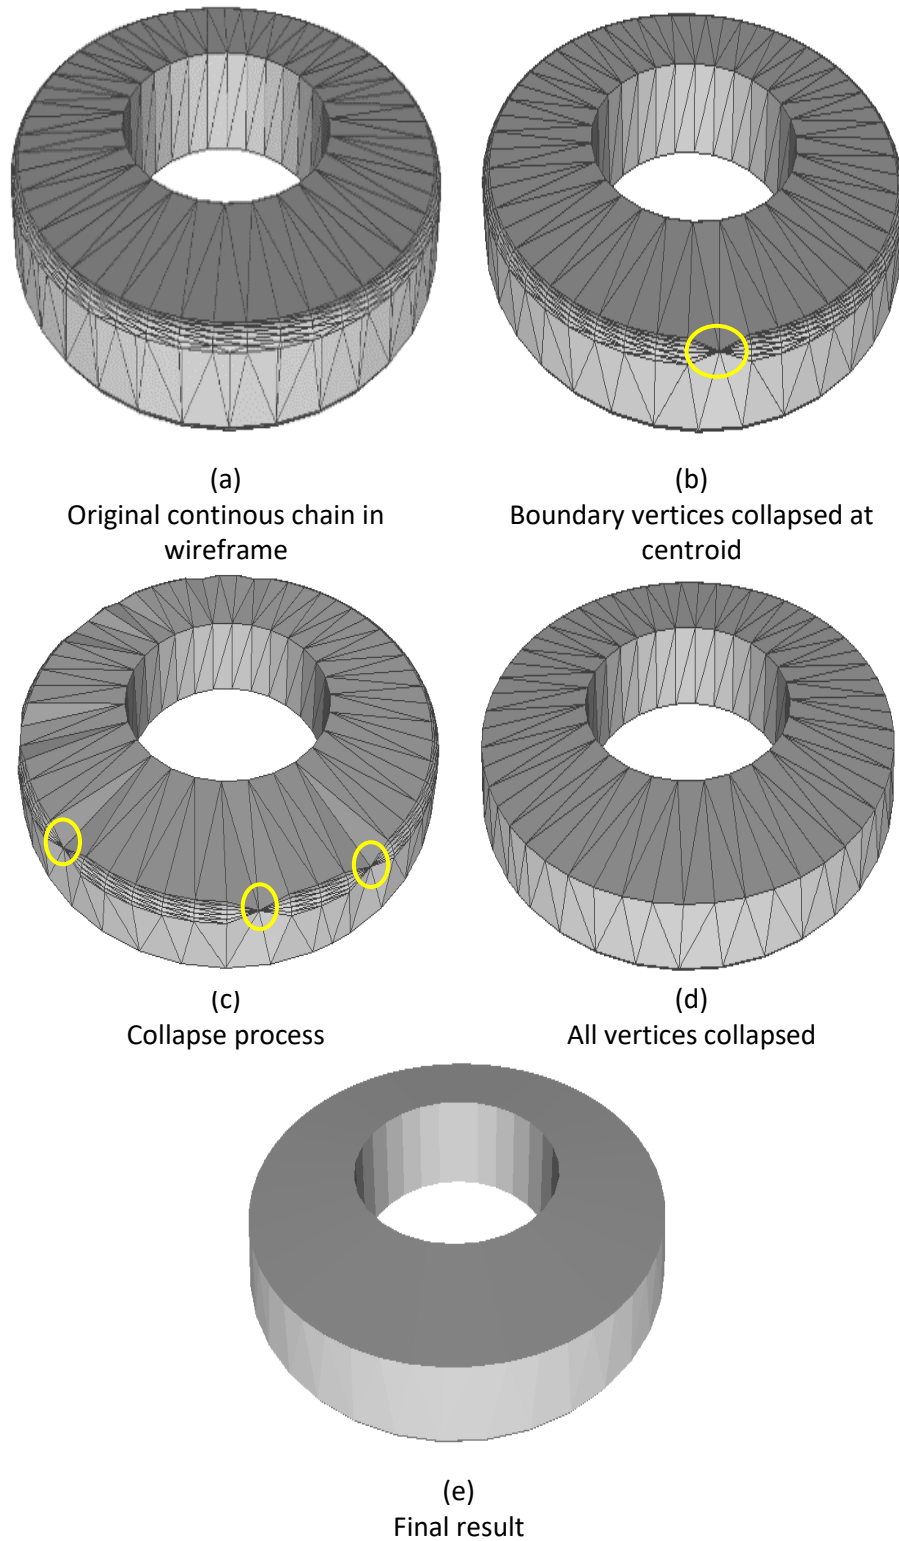 (a)
Original continous chain in
wireframe
(b)
Boundary vertices collapsed at
centroid
(c)
Collapse process
(d)
All vertices collapsed
(e)
Final result